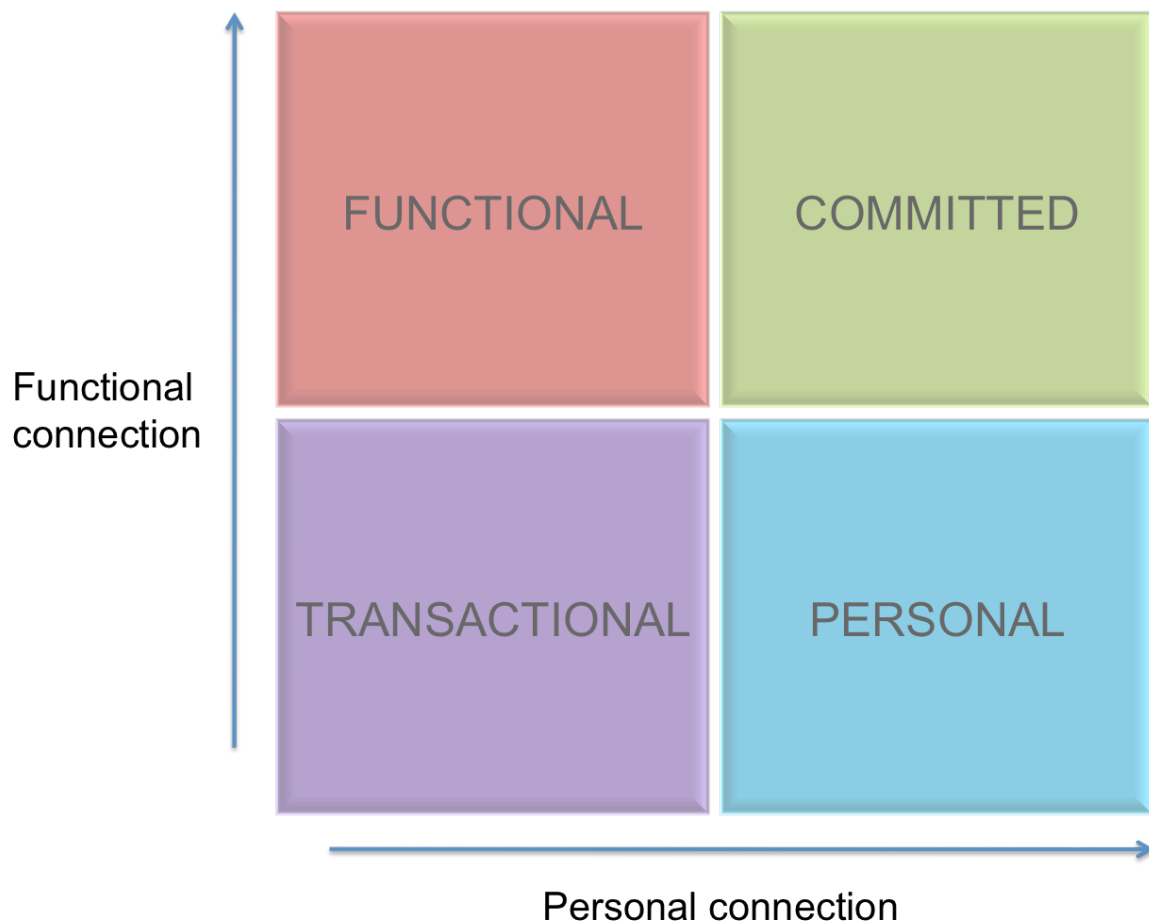 FUNCTIONAL
COMMITTED
Functional
connection
TRANSACTIONAL
PERSONAL
Personal connection